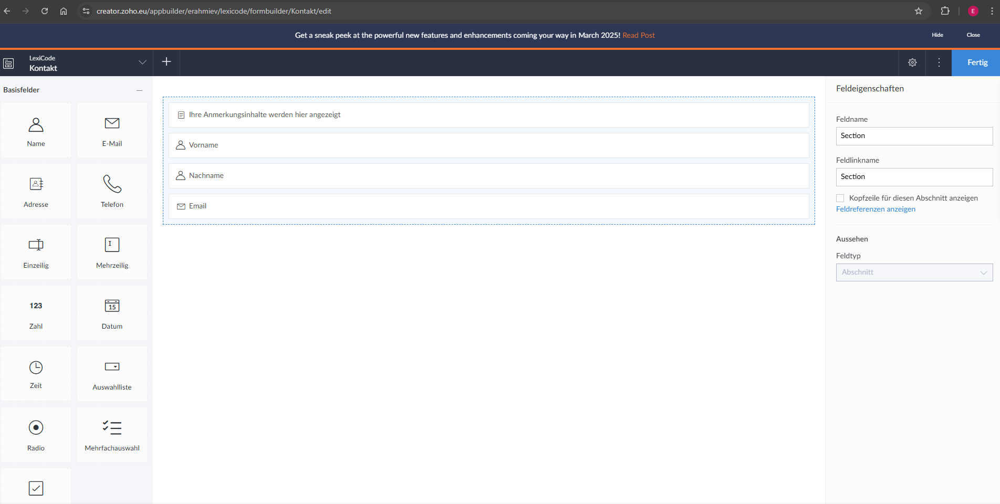 creator.zoho.eu/appbuilder/erahmiev/lexicode/formbuilder/Kontakt/edit
E
Get a sneak peek at the powerful new features and enhancements coming your way in March 2025! Read Post
Hide
Close
LexiCode
Kontakt
Fertig
Basisfelder
Name
E-Mail
Adresse
Telefon
Einzeilig
Mehrzeilig
123
Zahl
15
Datum
Zeit
Auswahlliste
Radio
Mehrfachauswahl
Ihre Anmerkungsinhalte werden hier angezeigt
Vorname
Nachname
Email
Feldeigenschaften
Feldname
Section
Feldlinkname
Section
Kopfzeile für diesen Abschnitt anzeigen
Feldreferenzen anzeigen
Aussehen
Feldtyp
Abschnitt